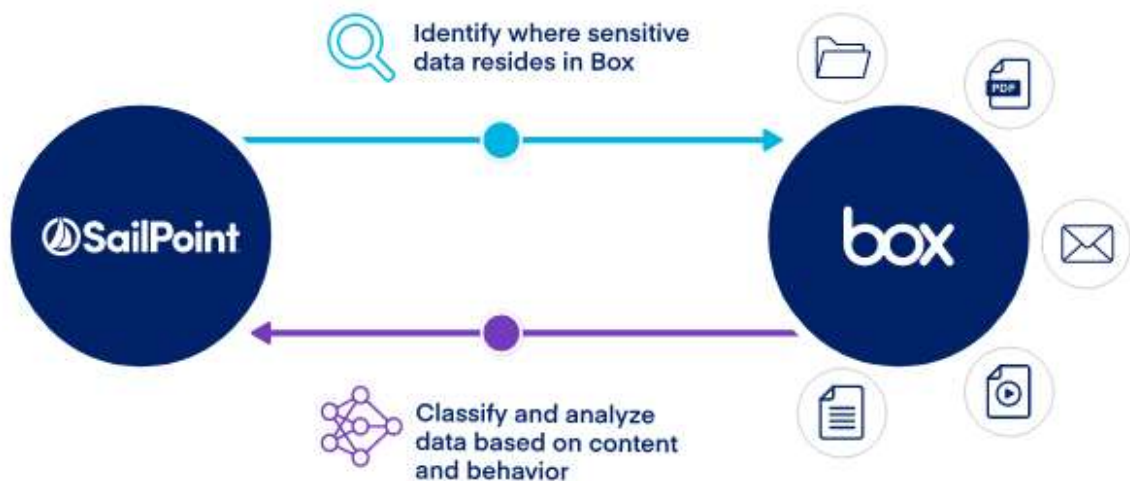 Identify where sensitive
data resides in Box
PDF
SailPoint
box
Classify and analyze
data based on content
and behavior